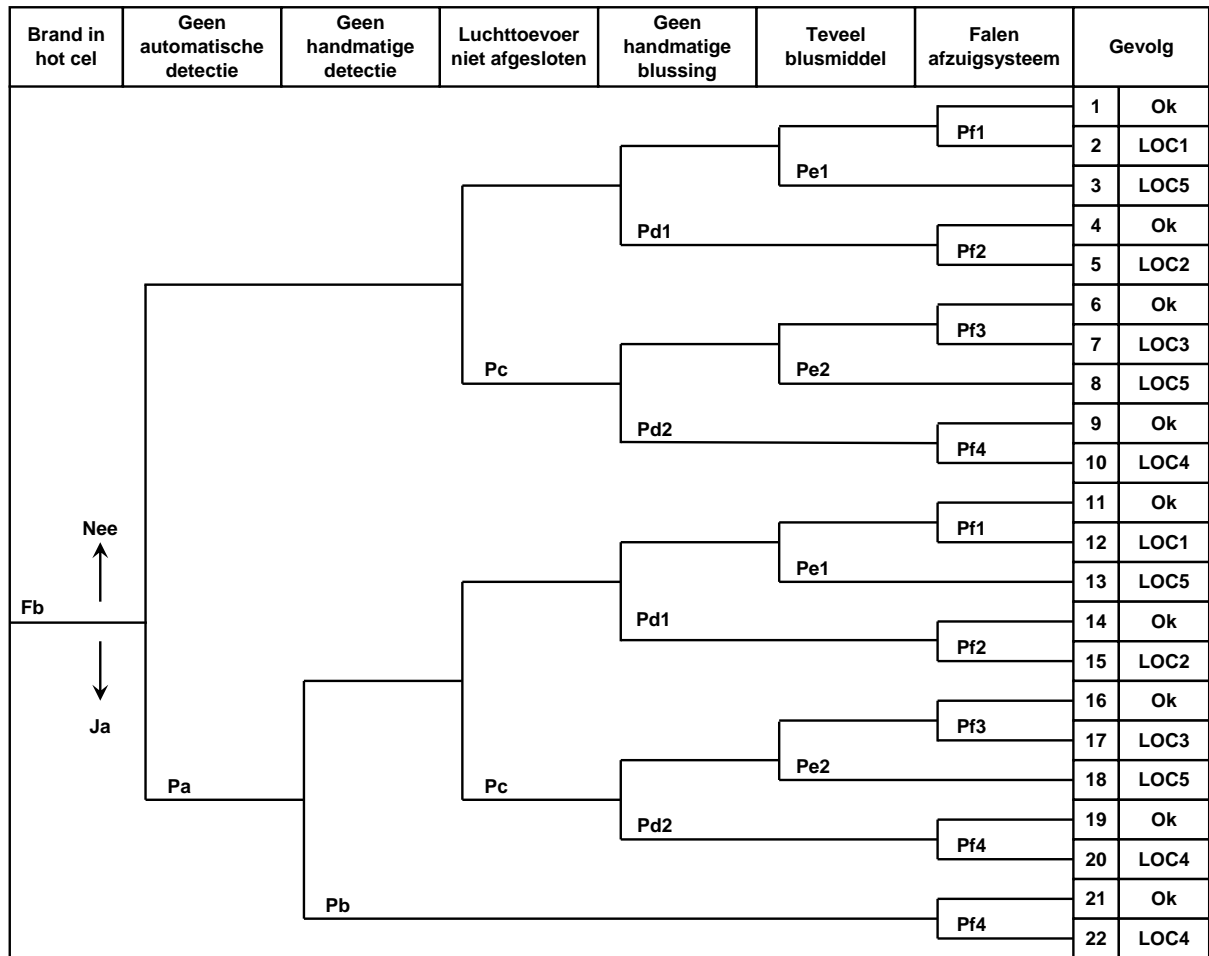 Brand in
hot cel
Geen
automatische
detectie
Geen
handmatige
detectie
Luchttoevoer
niet afgesloten
Geen
handmatige
blussing
Teveel
blusmiddel
Falen
afzuigsysteem
Gevolg
1 Ok
Pf1
2 LOC1
Pe1
3 LOC5
4 Ok
Pd1
Pf2
5 LOC2
6 Ok
Pf3
7 LOC3
Pc
Pe2
8 LOC5
9 Ok
Pd2
Pf4
10 LOC4
11 Ok
Nee
Pf1
12 LOC1
Pe1
13 LOC5
Fb
14 Ok
Pd1
Pf2
15 LOC2
16 Ok
Ja
Pf3
17 LOC3
Pe2
18 LOC5
Pa
Pc
19 Ok
Pd2
Pf4
20 LOC4
21 Ok
Pb
Pf4
22 LOC4